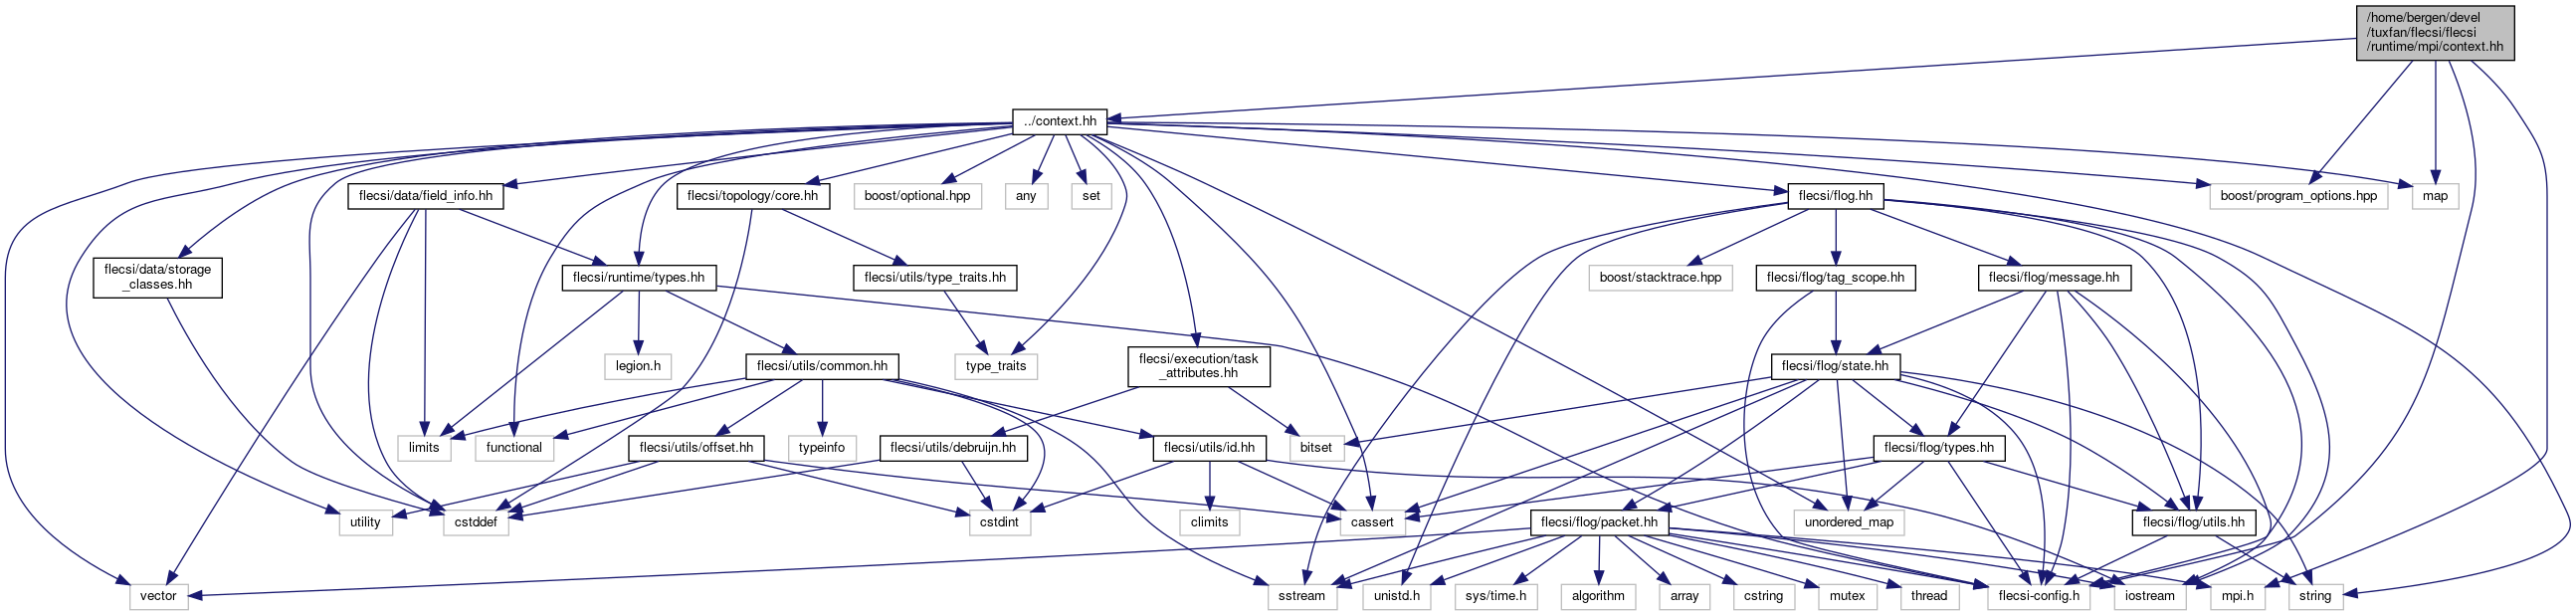 /home/bergen/devel
/tuxfan/flecsi/flecsi
/runtime/mpi/context.hh
../context.hh
flecsi/data/field_info.hh
flecsi/topology/core.hh
boost/optional.hpp
any
set
flecsi/flog.hh
boost/program_options.hpp
map
flecsi/data/storage
_classes.hh
flecsi/runtime/types.hh
flecsi/utils/type_traits.hh
boost/stacktrace.hpp
flecsi/flog/tag_scope.hh
flecsi/flog/message.hh
legion.h
flecsi/utils/common.hh
type_traits
flecsi/execution/task
_attributes.hh
flecsi/flog/state.hh
limits
functional
flecsi/utils/offset.hh
typeinfo
flecsi/utils/debruijn.hh
flecsi/utils/id.hh
bitset
flecsi/flog/types.hh
utility
cstddef
cstdint
climits
cassert
flecsi/flog/packet.hh
unordered_map
flecsi/flog/utils.hh
vector
sstream
unistd.h
sys/time.h
algorithm
array
cstring
mutex
thread
flecsi-config.h
iostream
mpi.h
string